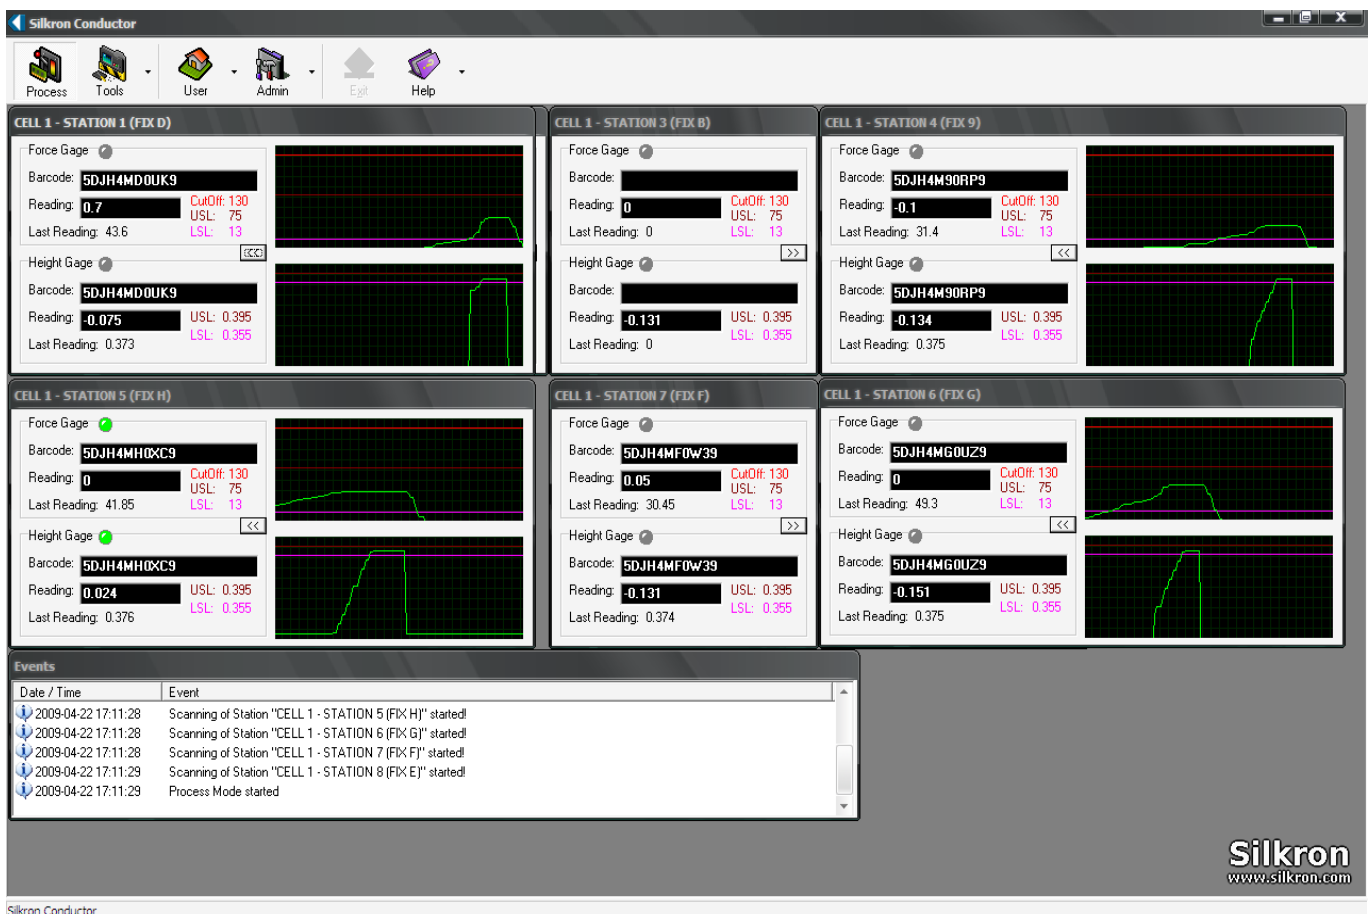 Silkron Conductor
Process Tools User Admin Exit Help
CELL 1 - STATION 1 (FIX D)
Force Gage
Barcode: 5DJH4MD0UK9
Reading: 0.7
CutOff: 130
USL: 75
Last Reading: 43.6
LSL: 13
<<
Height Gage
Barcode: 5DJH4MD0UK9
Reading: -0.075
USL: 0.395
LSL: 0.355
Last Reading: 0.373
CELL 1 - STATION 3 (FIX B)
Force Gage
Barcode:
Reading: 0
CutOff: 130
USL: 75
Last Reading: 0
LSL: 13
>>
Height Gage
Barcode:
Reading: -0.131
USL: 0.395
LSL: 0.355
Last Reading: 0
CELL 1 - STATION 4 (FIX 9)
Force Gage
Barcode: 5DJH4M90RP9
Reading: -0.1
CutOff: 130
USL: 75
Last Reading: 31.4
LSL: 13
<<
Height Gage
Barcode: 5DJH4M90RP9
Reading: -0.134
USL: 0.395
LSL: 0.355
Last Reading: 0.375
CELL 1 - STATION 5 (FIX H)
Force Gage
Barcode: 5DJH4MH0XC9
Reading: 0
CutOff: 130
USL: 75
Last Reading: 41.85
LSL: 13
<<
Height Gage
Barcode: 5DJH4MH0XC9
Reading: 0.024
USL: 0.395
LSL: 0.355
Last Reading: 0.376
CELL 1 - STATION 7 (FIX F)
Force Gage
Barcode: 5DJH4MF0W39
Reading: 0.05
CutOff: 130
USL: 75
Last Reading: 30.45
LSL: 13
>>
Height Gage
Barcode: 5DJH4MF0W39
Reading: -0.131
USL: 0.395
LSL: 0.355
Last Reading: 0.374
CELL 1 - STATION 6 (FIX G)
Force Gage
Barcode: 5DJH4MG0UZ9
Reading: 0
CutOff: 130
USL: 75
Last Reading: 49.3
LSL: 13
<<
Height Gage
Barcode: 5DJH4MG0UZ9
Reading: -0.151
USL: 0.395
LSL: 0.355
Last Reading: 0.375
Events
Date / Time Event
2009-04-22 17:11:28 Scanning of Station "CELL 1 - STATION 5 (FIX H)" started!
2009-04-22 17:11:28 Scanning of Station "CELL 1 - STATION 6 (FIX G)" started!
2009-04-22 17:11:28 Scanning of Station "CELL 1 - STATION 7 (FIX F)" started!
2009-04-22 17:11:29 Scanning of Station "CELL 1 - STATION 8 (FIX E)" started!
2009-04-22 17:11:29 Process Mode started
Silkron
www.silkron.com
Silkron Conductor